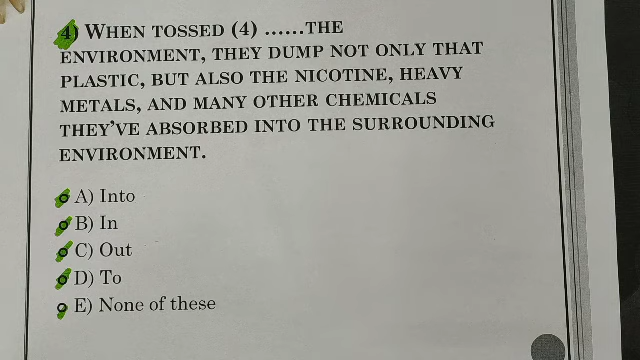 4) WHEN TOSSED (4) ......THE
ENVIRONMENT, THEY DUMP NOT ONLY THAT
PLASTIC, BUT ALSO THE NICOTINE, HEAVY
METALS, AND MANY OTHER CHEMICALS
THEY'VE ABSORBED INTO THE SURROUNDING
ENVIRONMENT.
A) Into
B) In
C) Out
D) To
E) None of these